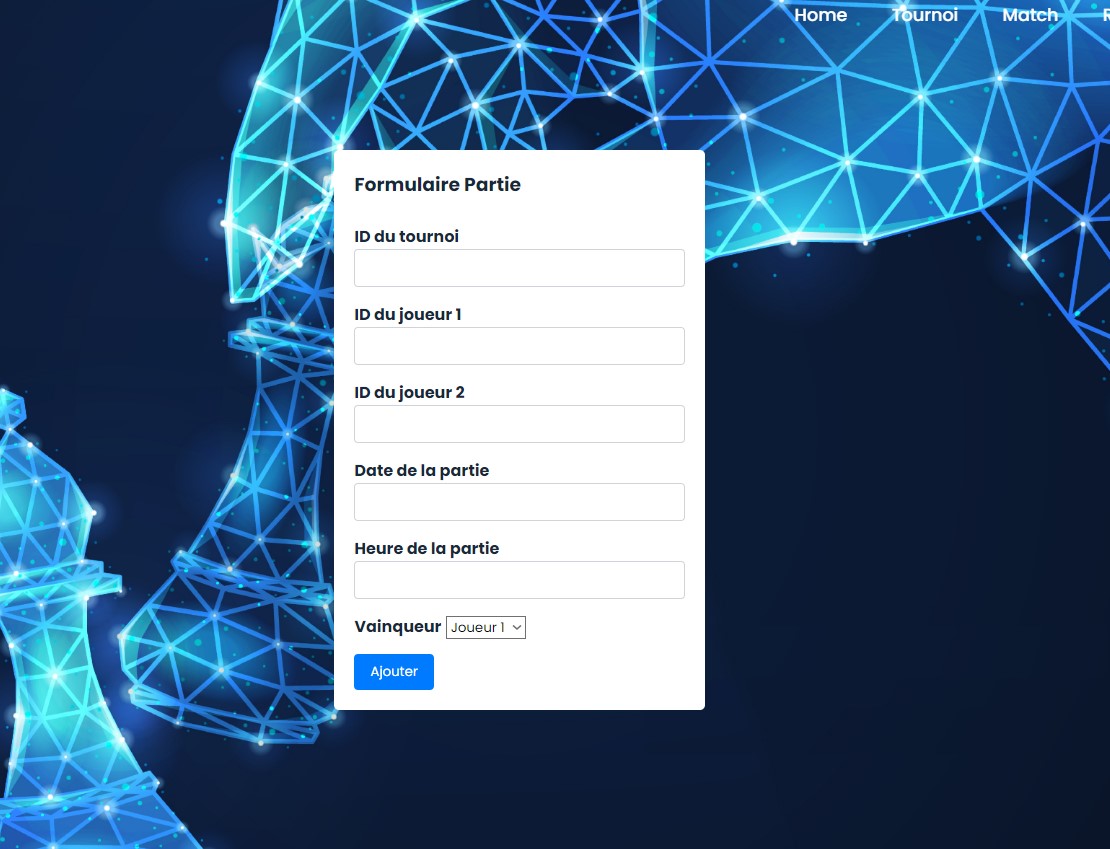 Home Tournoi Match R
Formulaire Partie
ID du tournoi
ID du joueur 1
ID du joueur 2
Date de la partie
Heure de la partie
Vainqueur Joueur 1
Ajouter